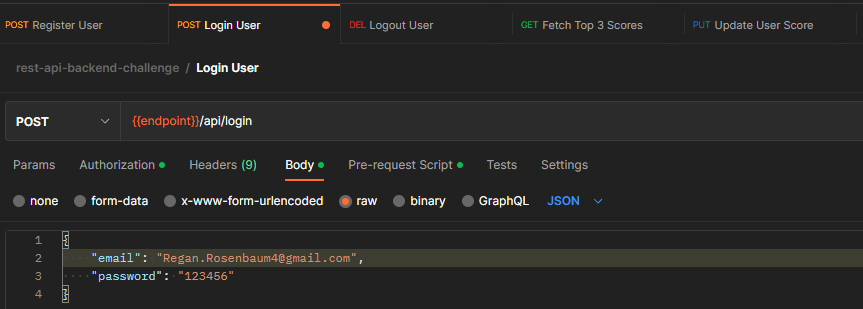 POST Register User POST Login User DEL Logout User GET Fetch Top 3 Scores PUT Update User Score
rest-api-backend-challenge / Login User
POST {{endpoint}}/api/login
Params Authorization Headers (9) Body Pre-request Script Tests Settings
none form-data x-www-form-urlencoded raw binary GraphQL JSON
1 {
2 "email": "Regan.Rosenbaum4@gmail.com",
3 "password": "123456"
4 }